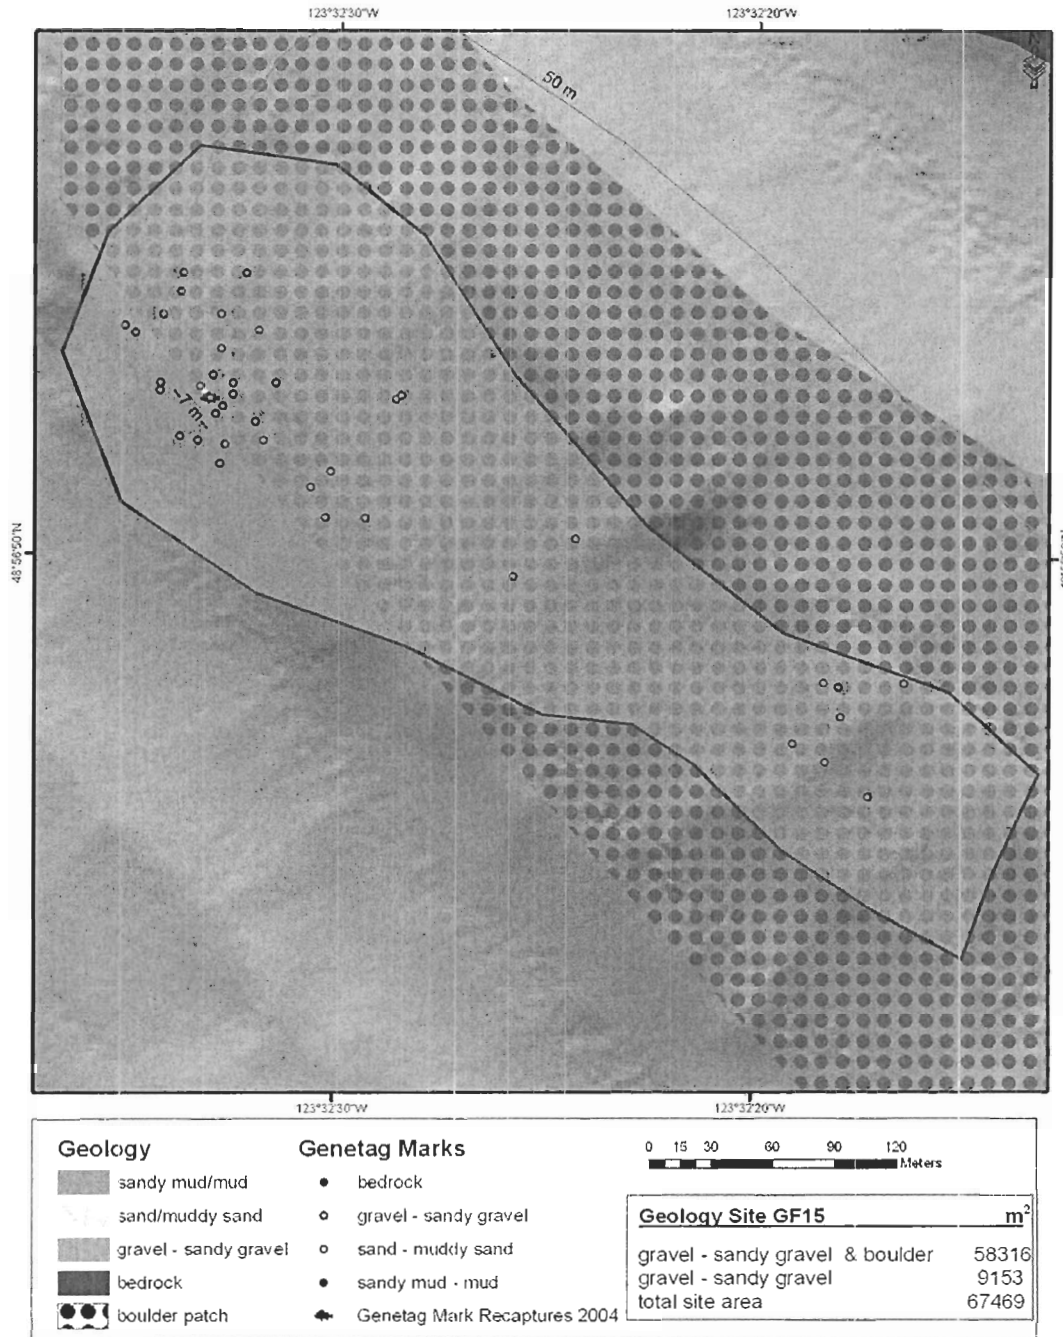 123°32'30"W 123°32'20"W
50 m
~7 m
48°56'50"N
123°32'30"W 123°32'20"W
Geology
sandy mud/mud
sand/muddy sand
gravel - sandy gravel
bedrock
boulder patch
Genetag Marks
bedrock
gravel - sandy gravel
sand - muddy sand
sandy mud - mud
Genetag Mark Recaptures 2004
0 15 30 60 90 120
Meters
Geology Site GF15 m²
gravel - sandy gravel & boulder 58316
gravel - sandy gravel 9153
total site area 67469